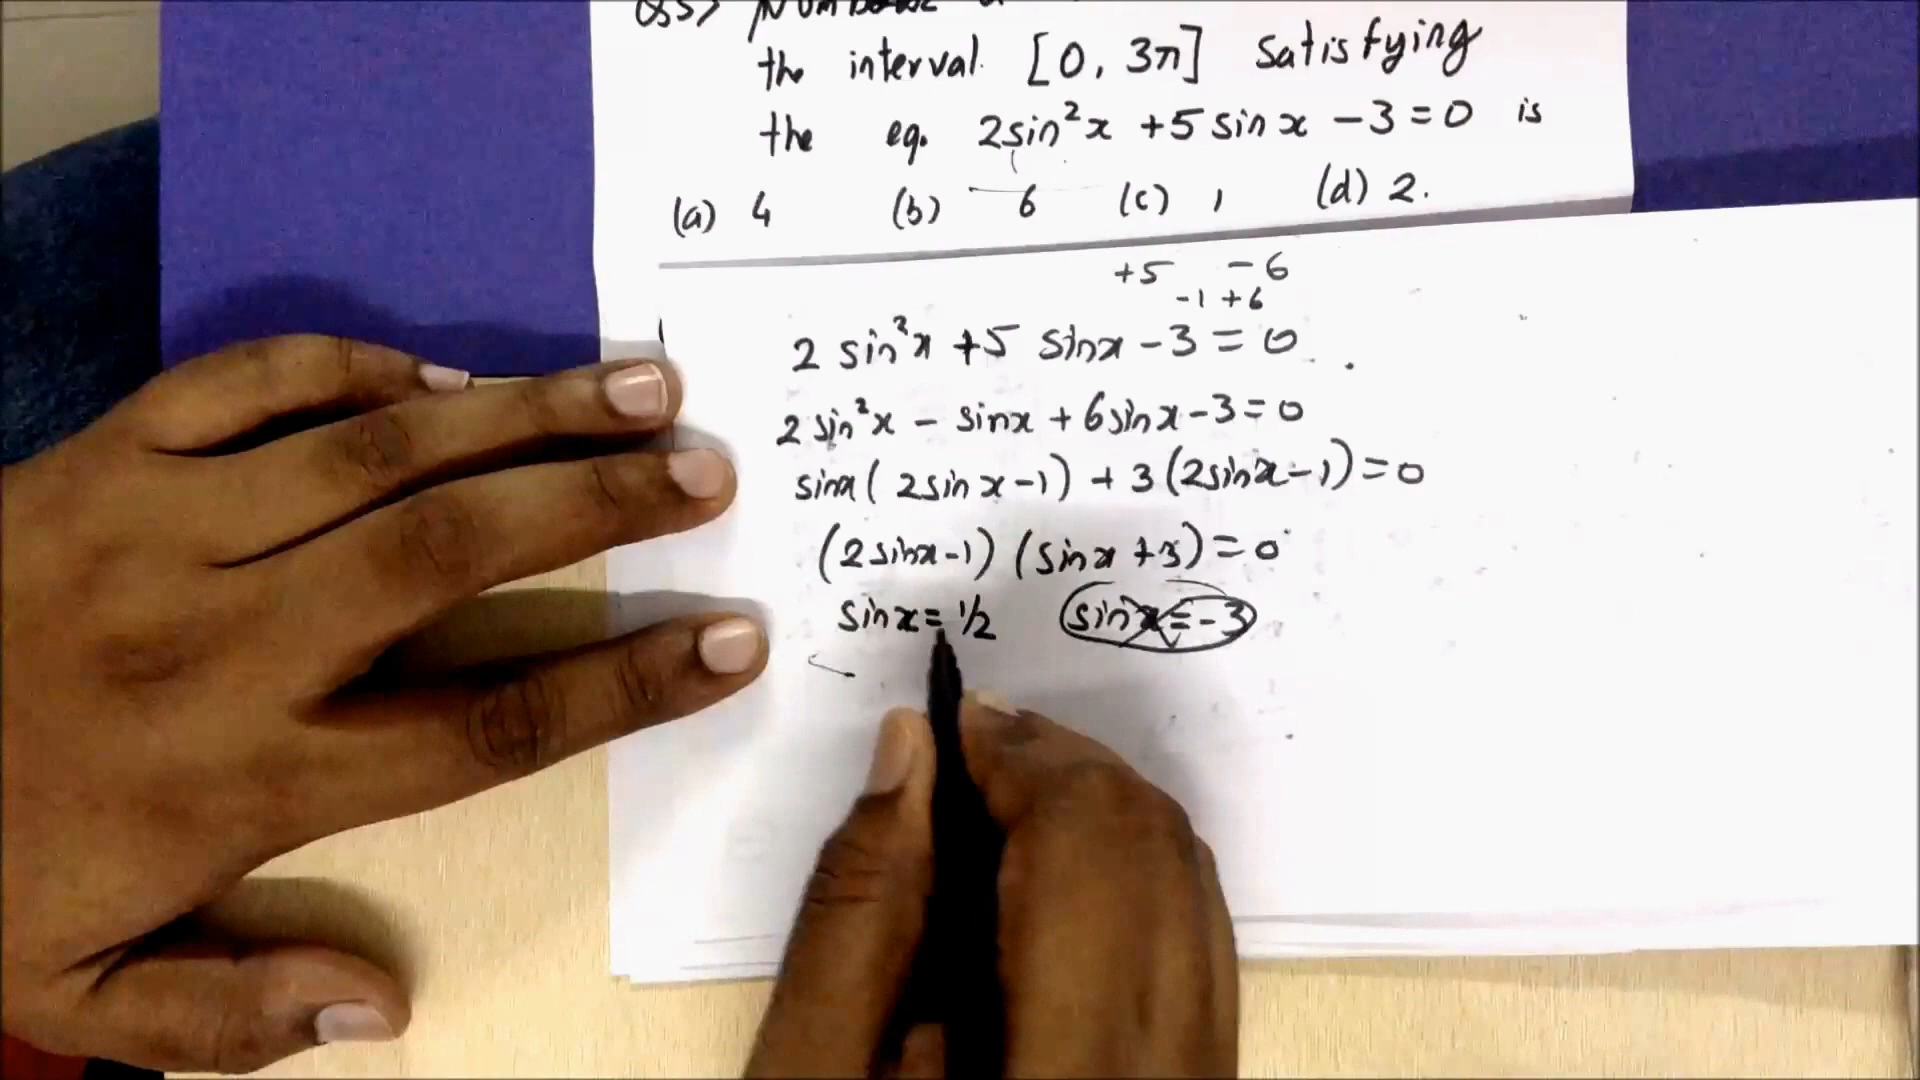 the interval. [0, 3π] satisfying
the eq. 2sin²x +5 sinx -3=0 is
(a) 4 (b) 6 (c) 1 (d) 2.
+5 -6
-1 +6
2 sin²x +5 sinx -3=0
2 sin²x - sinx + 6sinx -3=0
sinx( 2sinx-1) + 3(2sinx-1)=0
(2sinx-1) (sinx+3)=0
sinx=1/2 sinx=-3